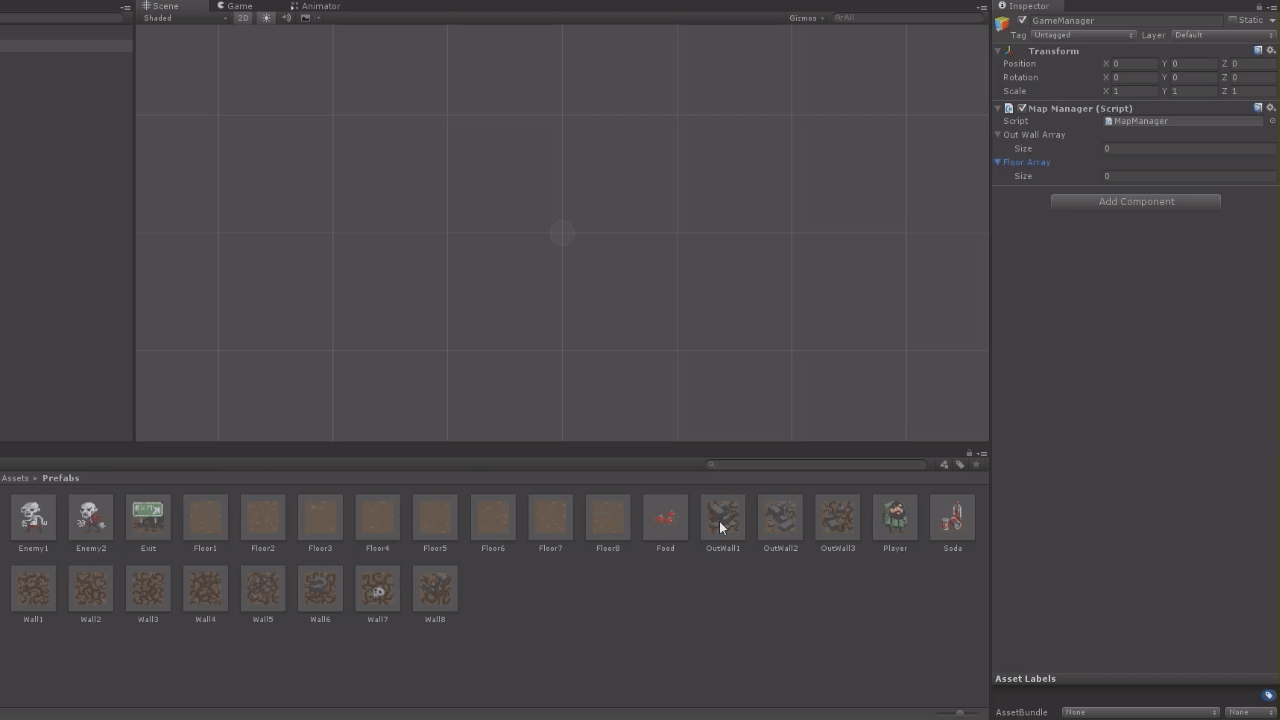 Scene Game Animator
Shaded 2D Gizmos All
Inspector
GameManager Static
Tag Untagged Layer Default
Transform
Position X 0 Y 0 Z 0
Rotation X 0 Y 0 Z 0
Scale X 1 Y 1 Z 1
Map Manager (Script)
Script MapManager
Out Wall Array
Size 0
Floor Array
Size 0
Add Component
Assets Prefabs
Enemy1 Enemy2 Exit Floor1 Floor2 Floor3 Floor4 Floor5 Floor6 Floor7 Floor8 Food OutWall1 OutWall2 OutWall3 Player Soda
Wall1 Wall2 Wall3 Wall4 Wall5 Wall6 Wall7 Wall8
Asset Labels
AssetBundle None None